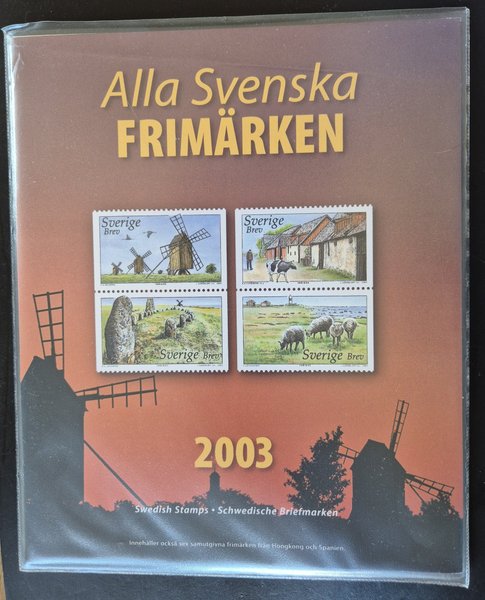 Alla Svenska
FRIMÄRKEN
Sverige
Brev
Sverige
Brev
Sverige Brev
Sverige Brev
2003
Swedish Stamps • Schwedische Briefmarken
Innehåller också sex samutgivna frimärken från Hongkong och Spanien.